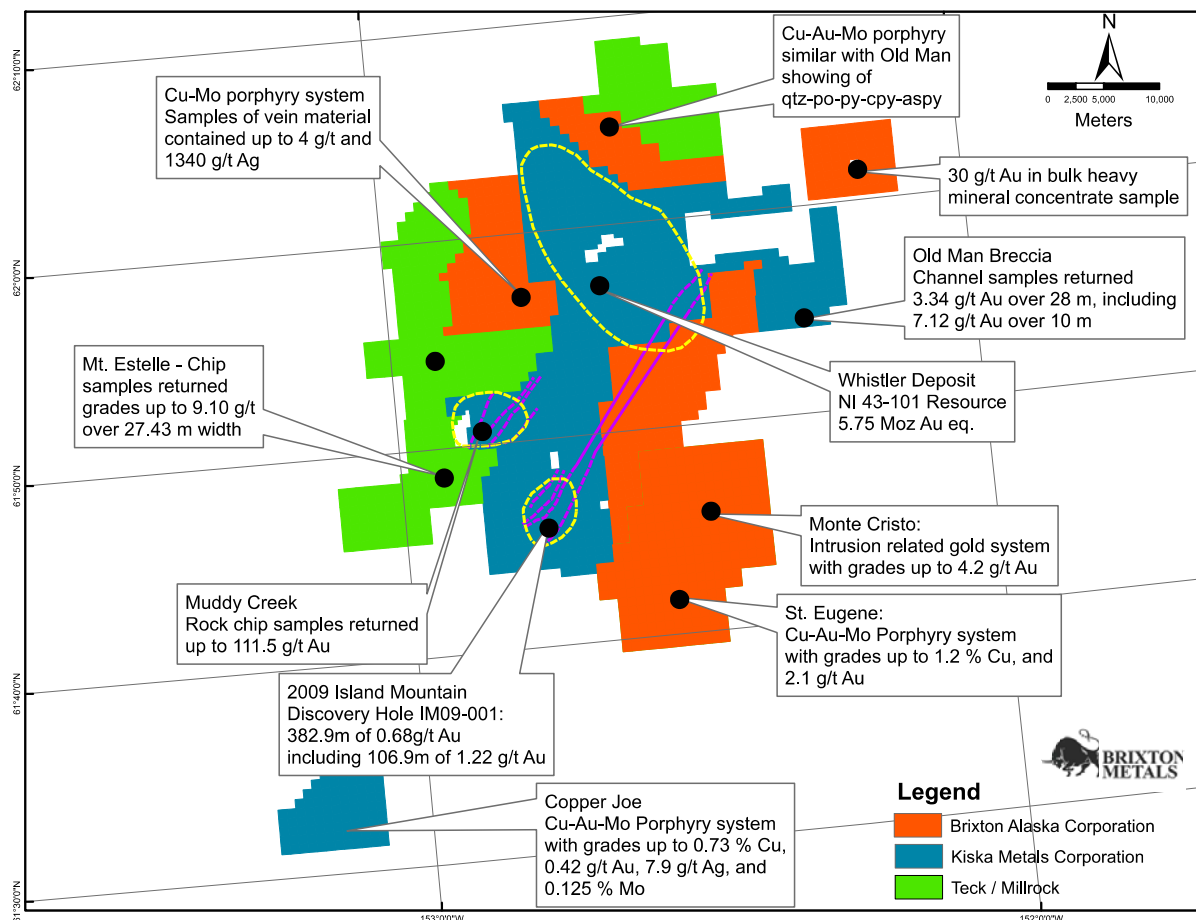 Cu-Au-Mo porphyry
similar with Old Man
showing of
qtz-po-py-cpy-aspy
N
0 2,500 5,000 10,000
Meters
62°10'0"N
Cu-Mo porphyry system
Samples of vein material
contained up to 4 g/t and
1340 g/t Ag
30 g/t Au in bulk heavy
mineral concentrate sample
62°0'0"N
Old Man Breccia
Channel samples returned
3.34 g/t Au over 28 m, including
7.12 g/t Au over 10 m
Mt. Estelle - Chip
samples returned
grades up to 9.10 g/t
over 27.43 m width
Whistler Deposit
NI 43-101 Resource
5.75 Moz Au eq.
61°50'0"N
Monte Cristo:
Intrusion related gold system
with grades up to 4.2 g/t Au
Muddy Creek
Rock chip samples returned
up to 111.5 g/t Au
St. Eugene:
Cu-Au-Mo Porphyry system
with grades up to 1.2 % Cu, and
2.1 g/t Au
61°40'0"N
2009 Island Mountain
Discovery Hole IM09-001:
382.9m of 0.68g/t Au
including 106.9m of 1.22 g/t Au
BRIXTON
METALS
Copper Joe
Cu-Au-Mo Porphyry system
with grades up to 0.73 % Cu,
0.42 g/t Au, 7.9 g/t Ag, and
0.125 % Mo
Legend
Brixton Alaska Corporation
Kiska Metals Corporation
Teck / Millrock
61°30'0"N
153°0'0"W
152°0'0"W